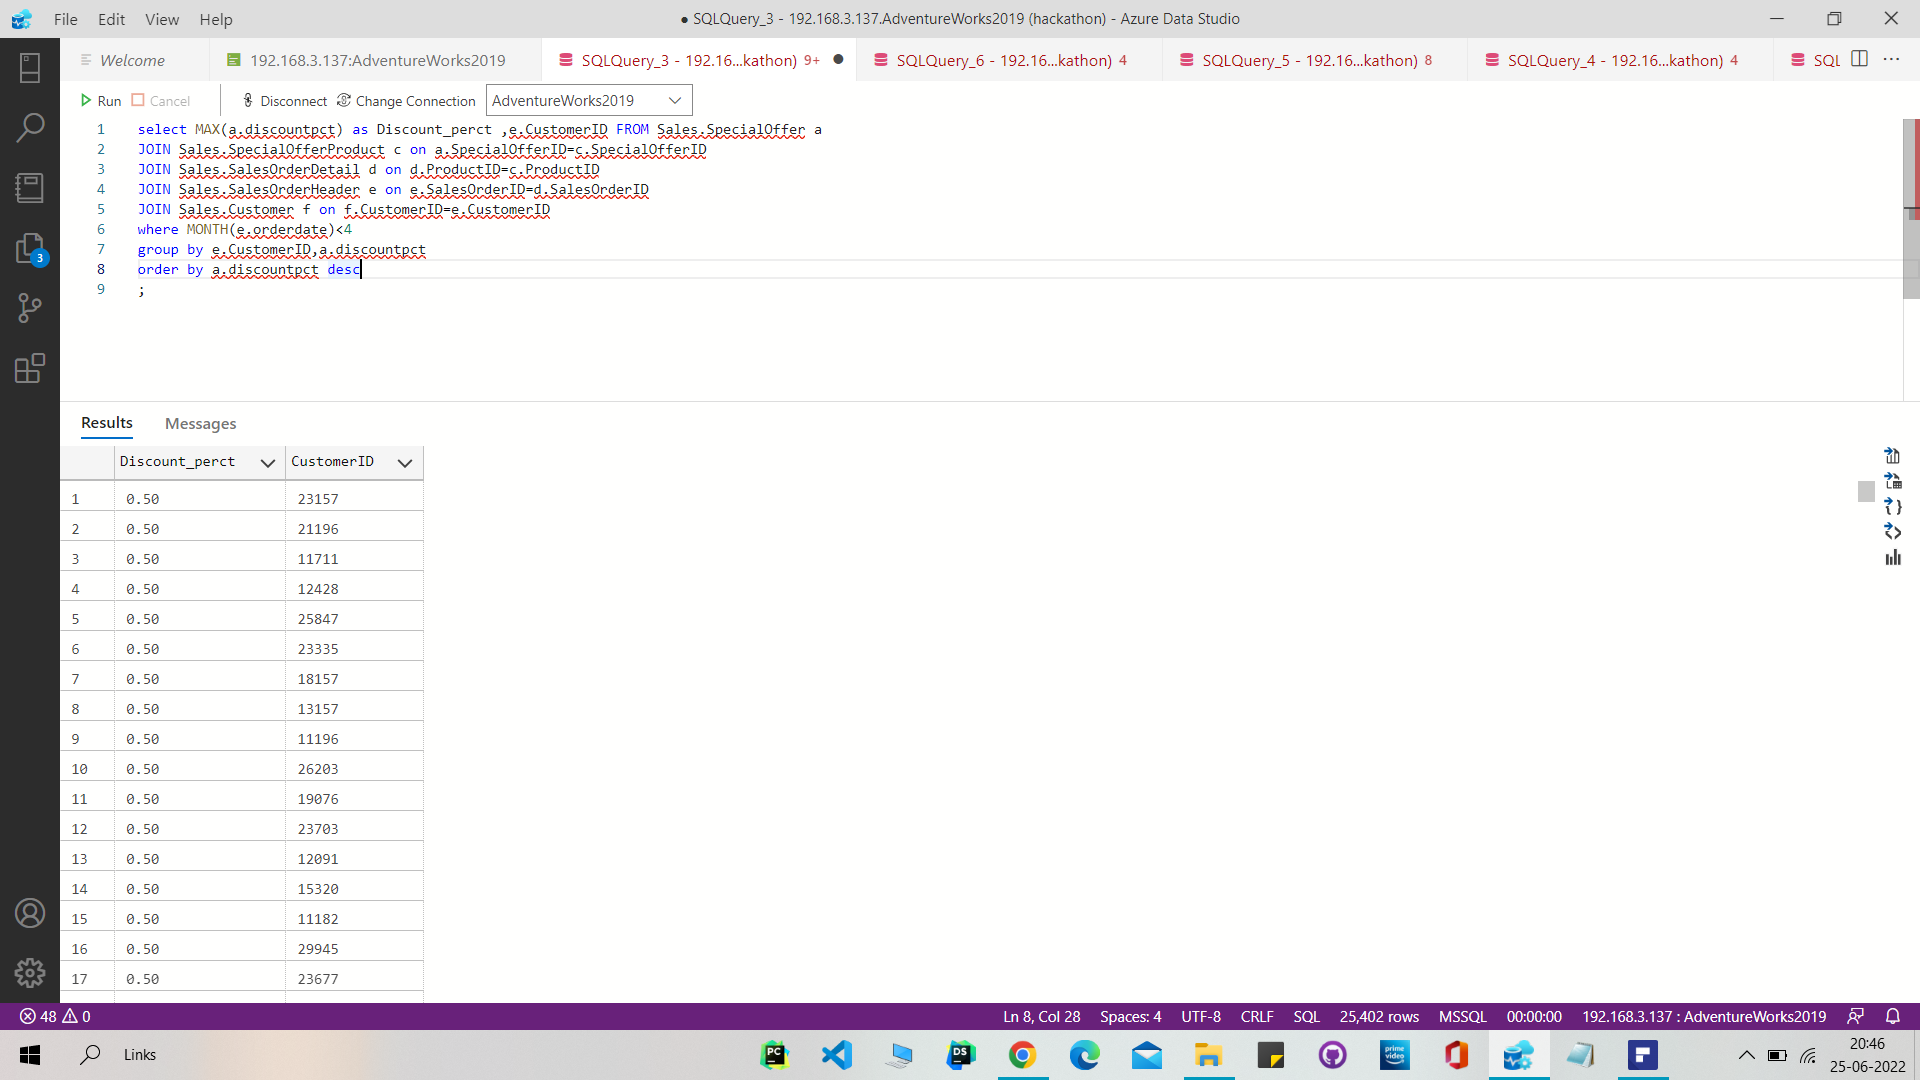 File Edit View Help
● SQLQuery_3 - 192.168.3.137.AdventureWorks2019 (hackathon) - Azure Data Studio
Welcome
192.168.3.137:AdventureWorks2019
SQLQuery_3 - 192.16...kathon) 9+
SQLQuery_6 - 192.16...kathon) 4
SQLQuery_5 - 192.16...kathon) 8
SQLQuery_4 - 192.16...kathon) 4
SQL
Run Cancel Disconnect Change Connection AdventureWorks2019
1 select MAX(a.discountpct) as Discount_perct ,e.CustomerID FROM Sales.SpecialOffer a
2 JOIN Sales.SpecialOfferProduct c on a.SpecialOfferID=c.SpecialOfferID
3 JOIN Sales.SalesOrderDetail d on d.ProductID=c.ProductID
4 JOIN Sales.SalesOrderHeader e on e.SalesOrderID=d.SalesOrderID
5 JOIN Sales.Customer f on f.CustomerID=e.CustomerID
6 where MONTH(e.orderdate)<4
7 group by e.CustomerID,a.discountpct
8 order by a.discountpct desc
9 ;
3
Results Messages
Discount_perct CustomerID
1 0.50 23157
2 0.50 21196
3 0.50 11711
4 0.50 12428
5 0.50 25847
6 0.50 23335
7 0.50 18157
8 0.50 13157
9 0.50 11196
10 0.50 26203
11 0.50 19076
12 0.50 23703
13 0.50 12091
14 0.50 15320
15 0.50 11182
16 0.50 29945
17 0.50 23677
48 0 Ln 8, Col 28 Spaces: 4 UTF-8 CRLF SQL 25,402 rows MSSQL 00:00:00 192.168.3.137 : AdventureWorks2019
Links
PC
DS
prime video
20:46
25-06-2022